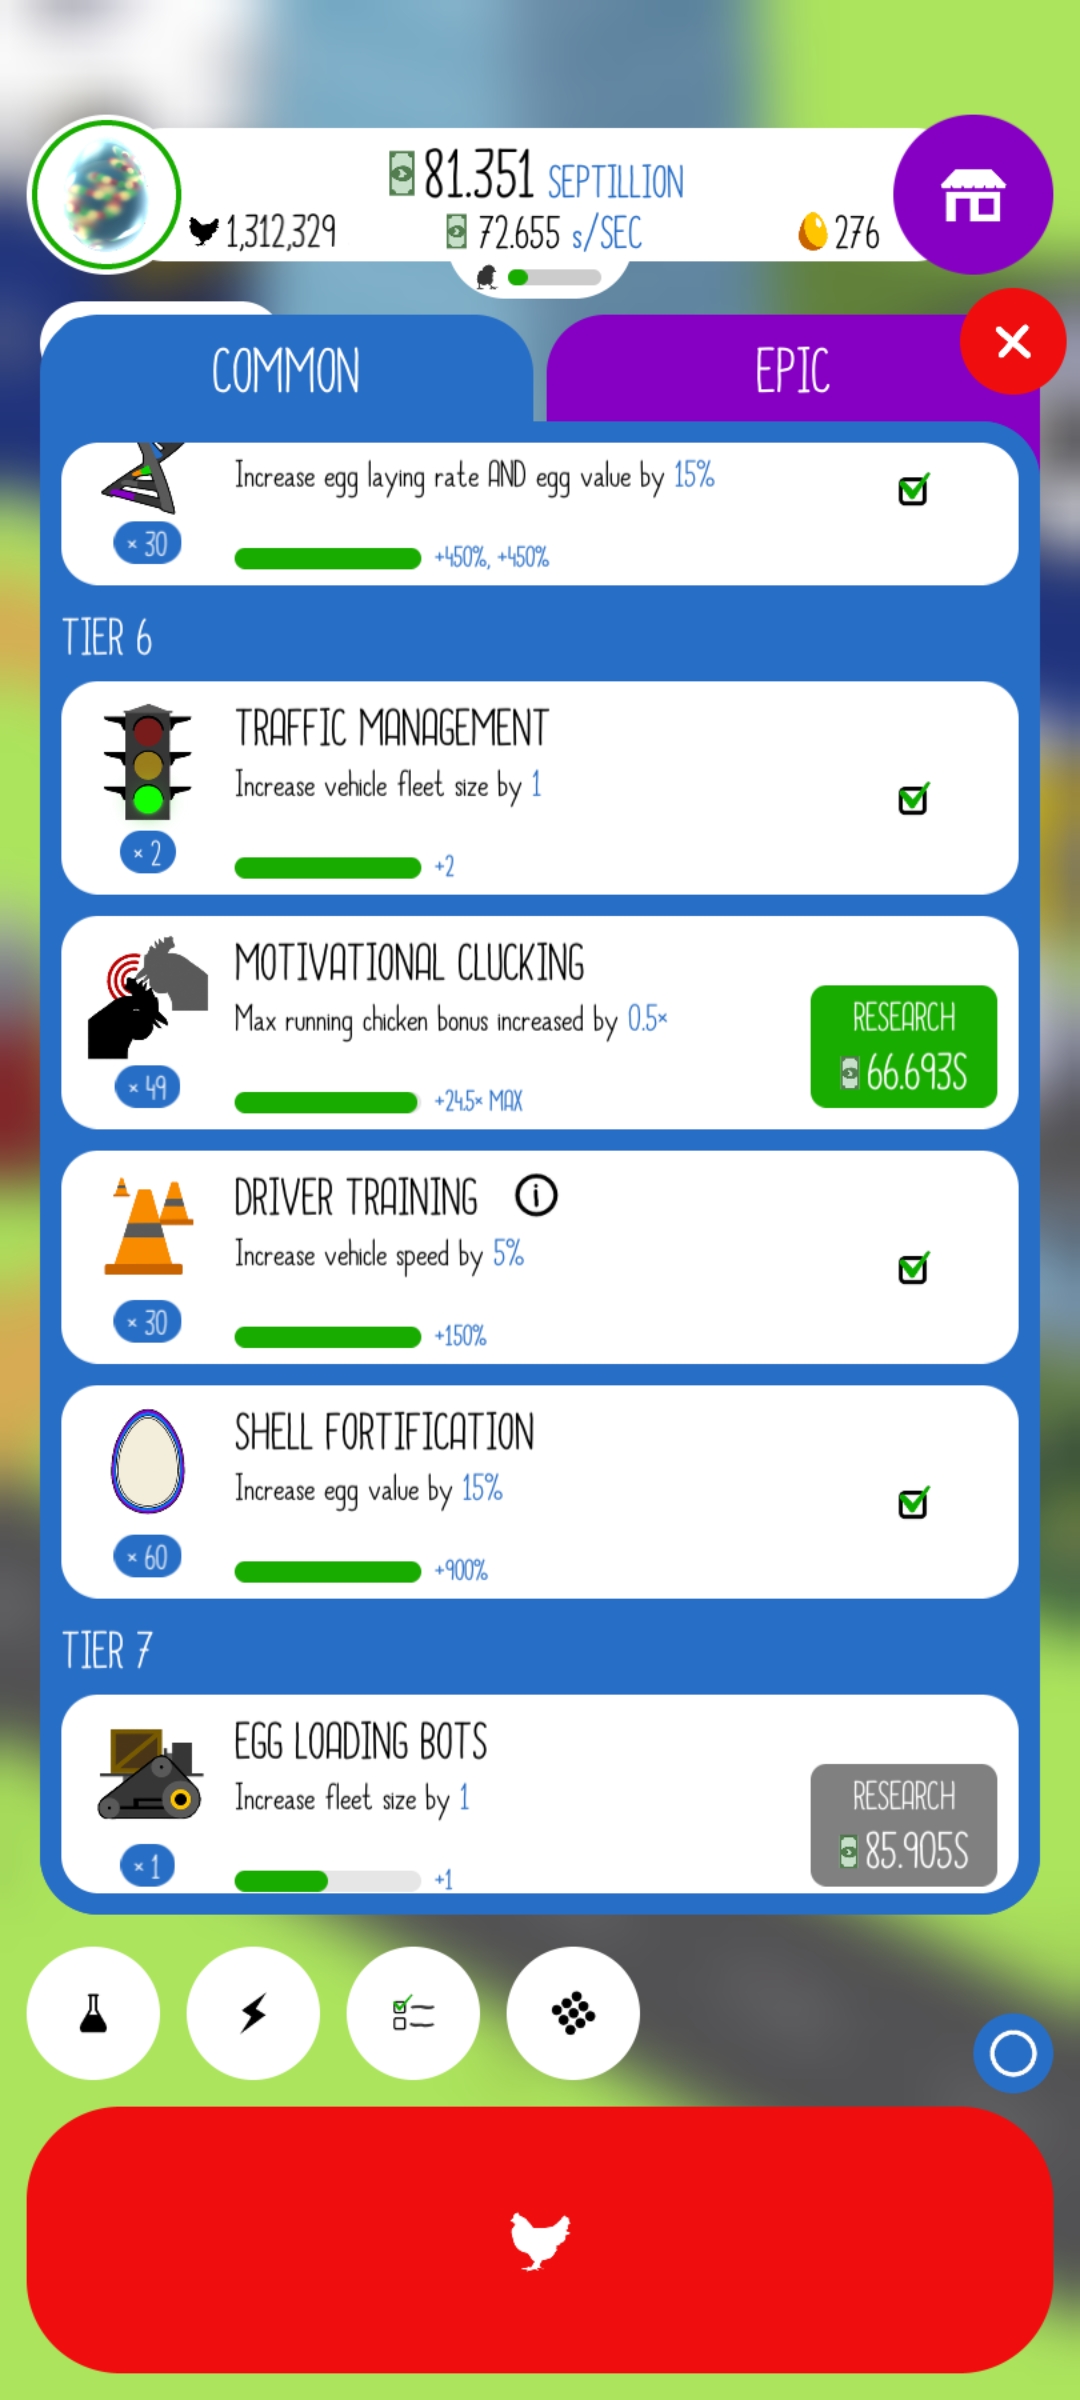 81.351 SEPTILLION
1,312,329
72.655 s/SEC
276
COMMON
EPIC
Increase egg laying rate AND egg value by 15%
× 30
+450%, +450%
TIER 6
TRAFFIC MANAGEMENT
Increase vehicle fleet size by 1
× 2
+2
MOTIVATIONAL CLUCKING
Max running chicken bonus increased by 0.5×
RESEARCH
66.693S
× 49
+24.5× MAX
DRIVER TRAINING
Increase vehicle speed by 5%
× 30
+150%
SHELL FORTIFICATION
Increase egg value by 15%
× 60
+900%
TIER 7
EGG LOADING BOTS
Increase fleet size by 1
RESEARCH
85.905S
× 1
+1